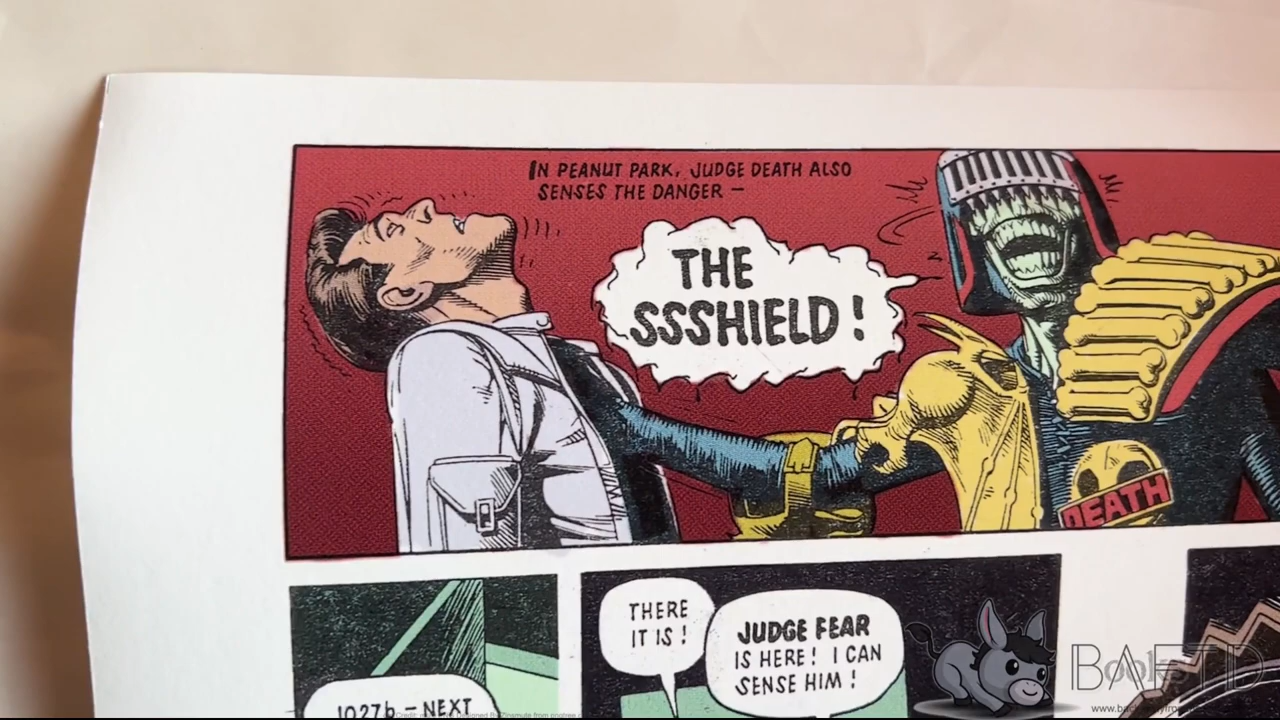 IN PEANUT PARK, JUDGE DEATH ALSO
SENSES THE DANGER –
THE
SSSHIELD!
DEATH
THERE
IT IS!
JUDGE FEAR
IS HERE! I CAN
SENSE HIM!
1027b – NEXT